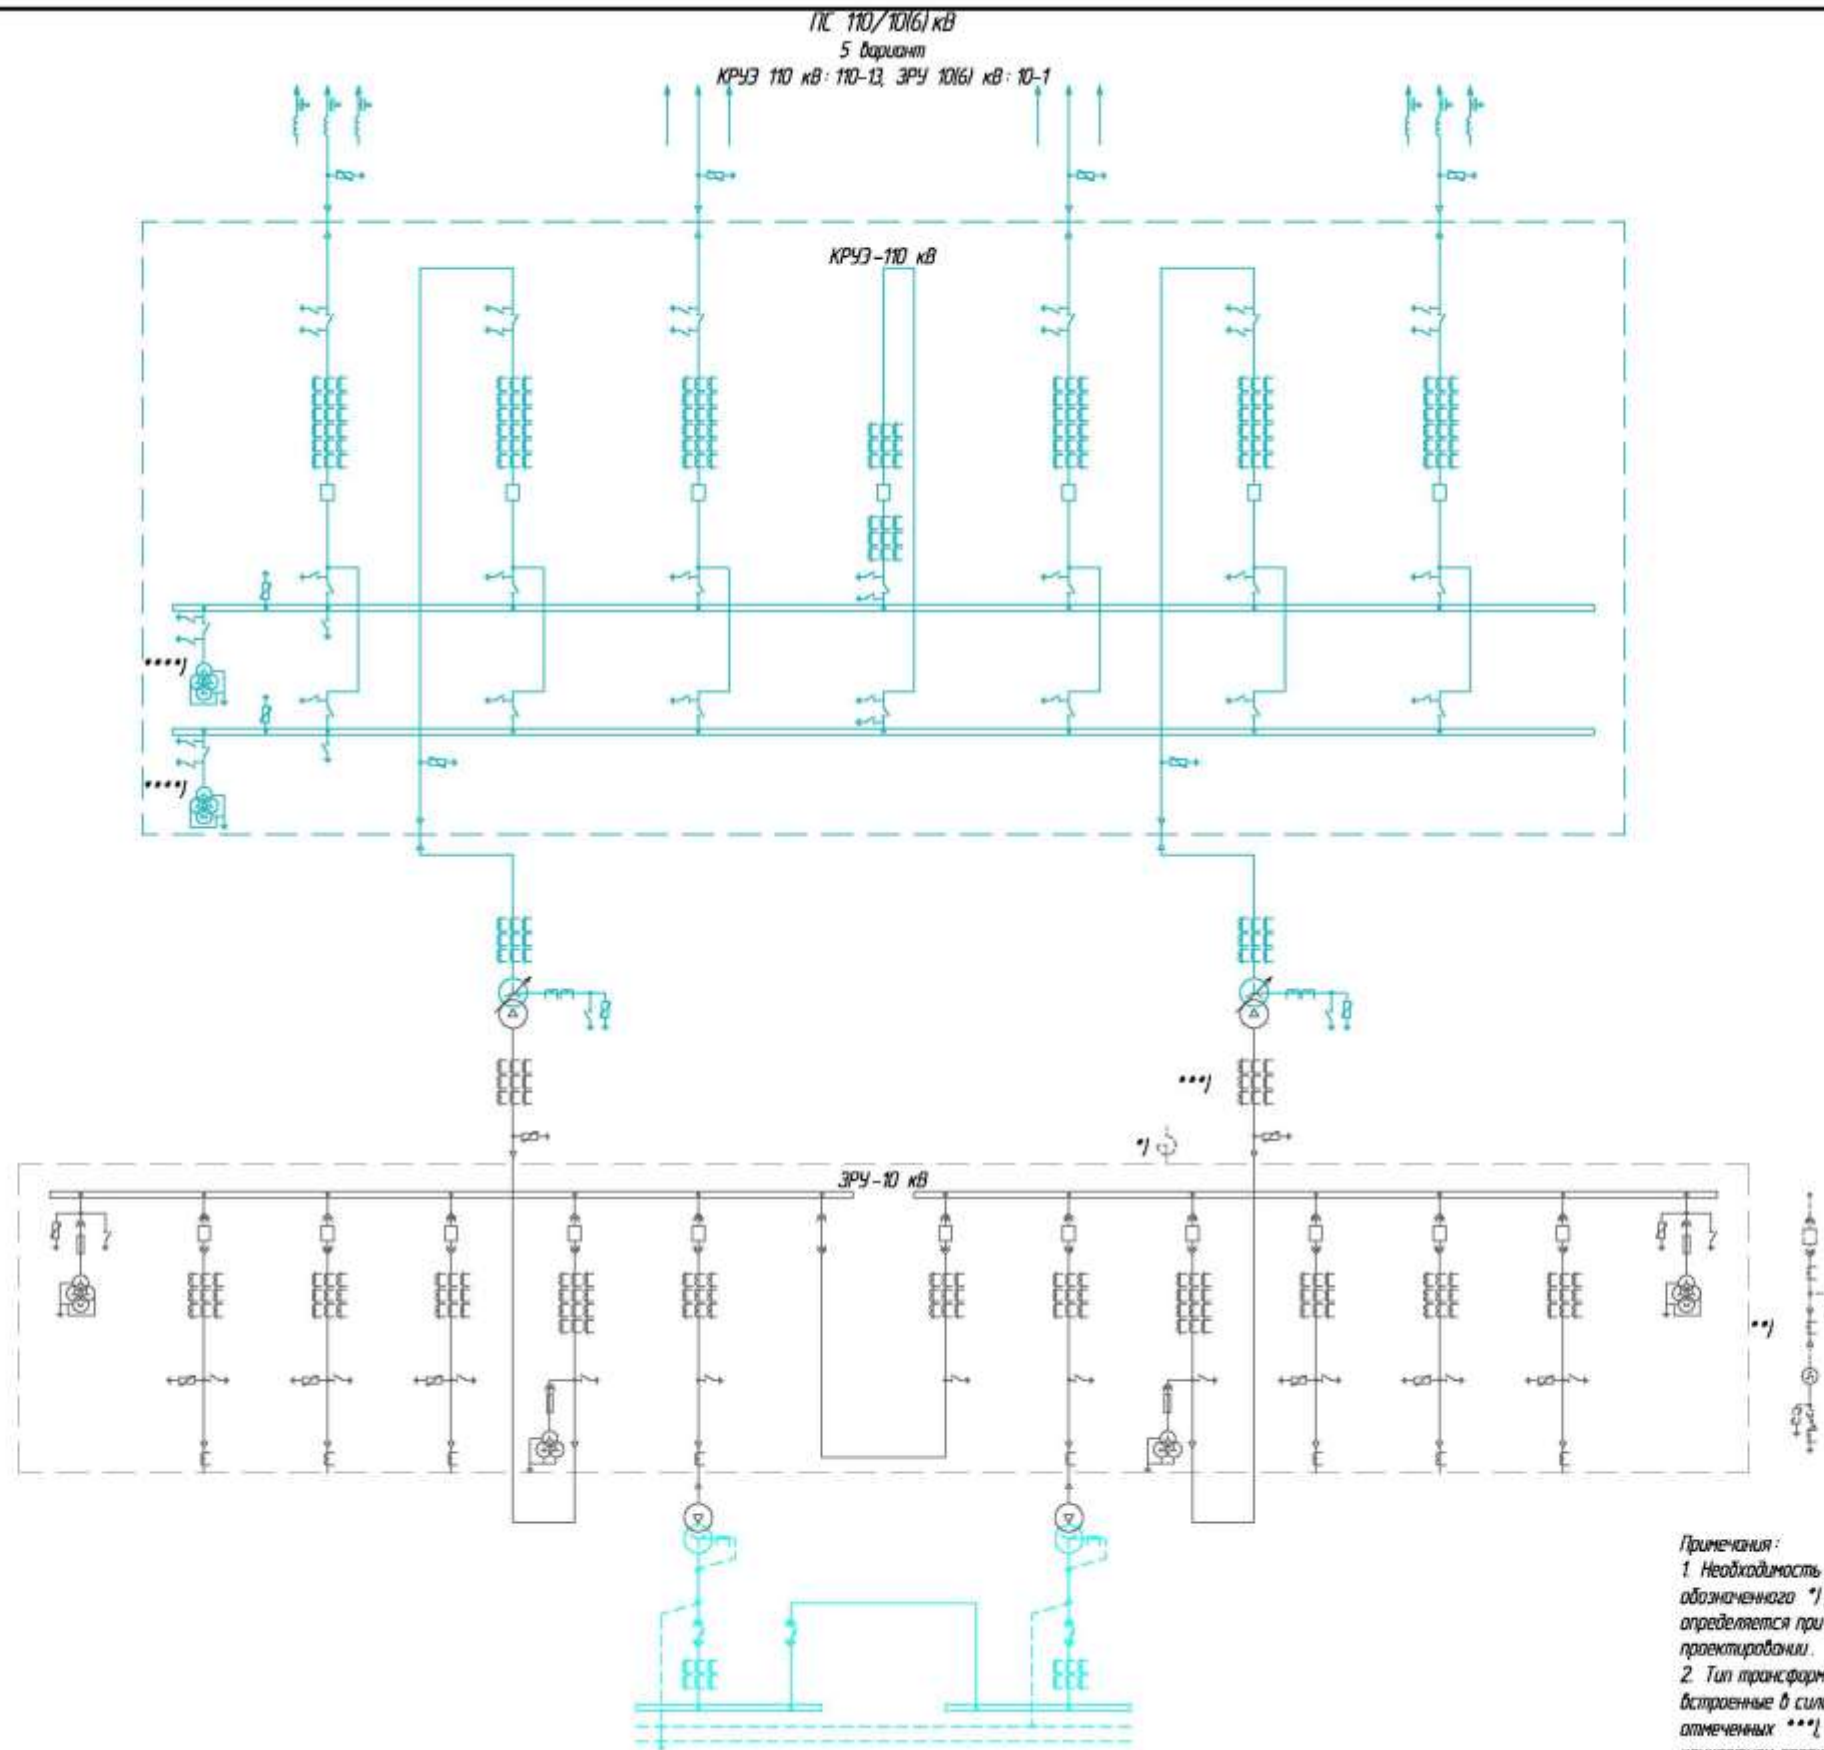 ПС 110/10(6) кВ
5 вариант
КРУЭ 110 кВ: 110-13, ЗРУ 10(6) кВ: 10-1
КРУЭ-110 кВ
****)
****)
***)
*)
ЗРУ-10 кВ
**)
Примечания:
1. Необходимость
обозначенного *)
определяется при
проектировании.
2. Тип трансформ
встроенные в сил
отмеченных ***),